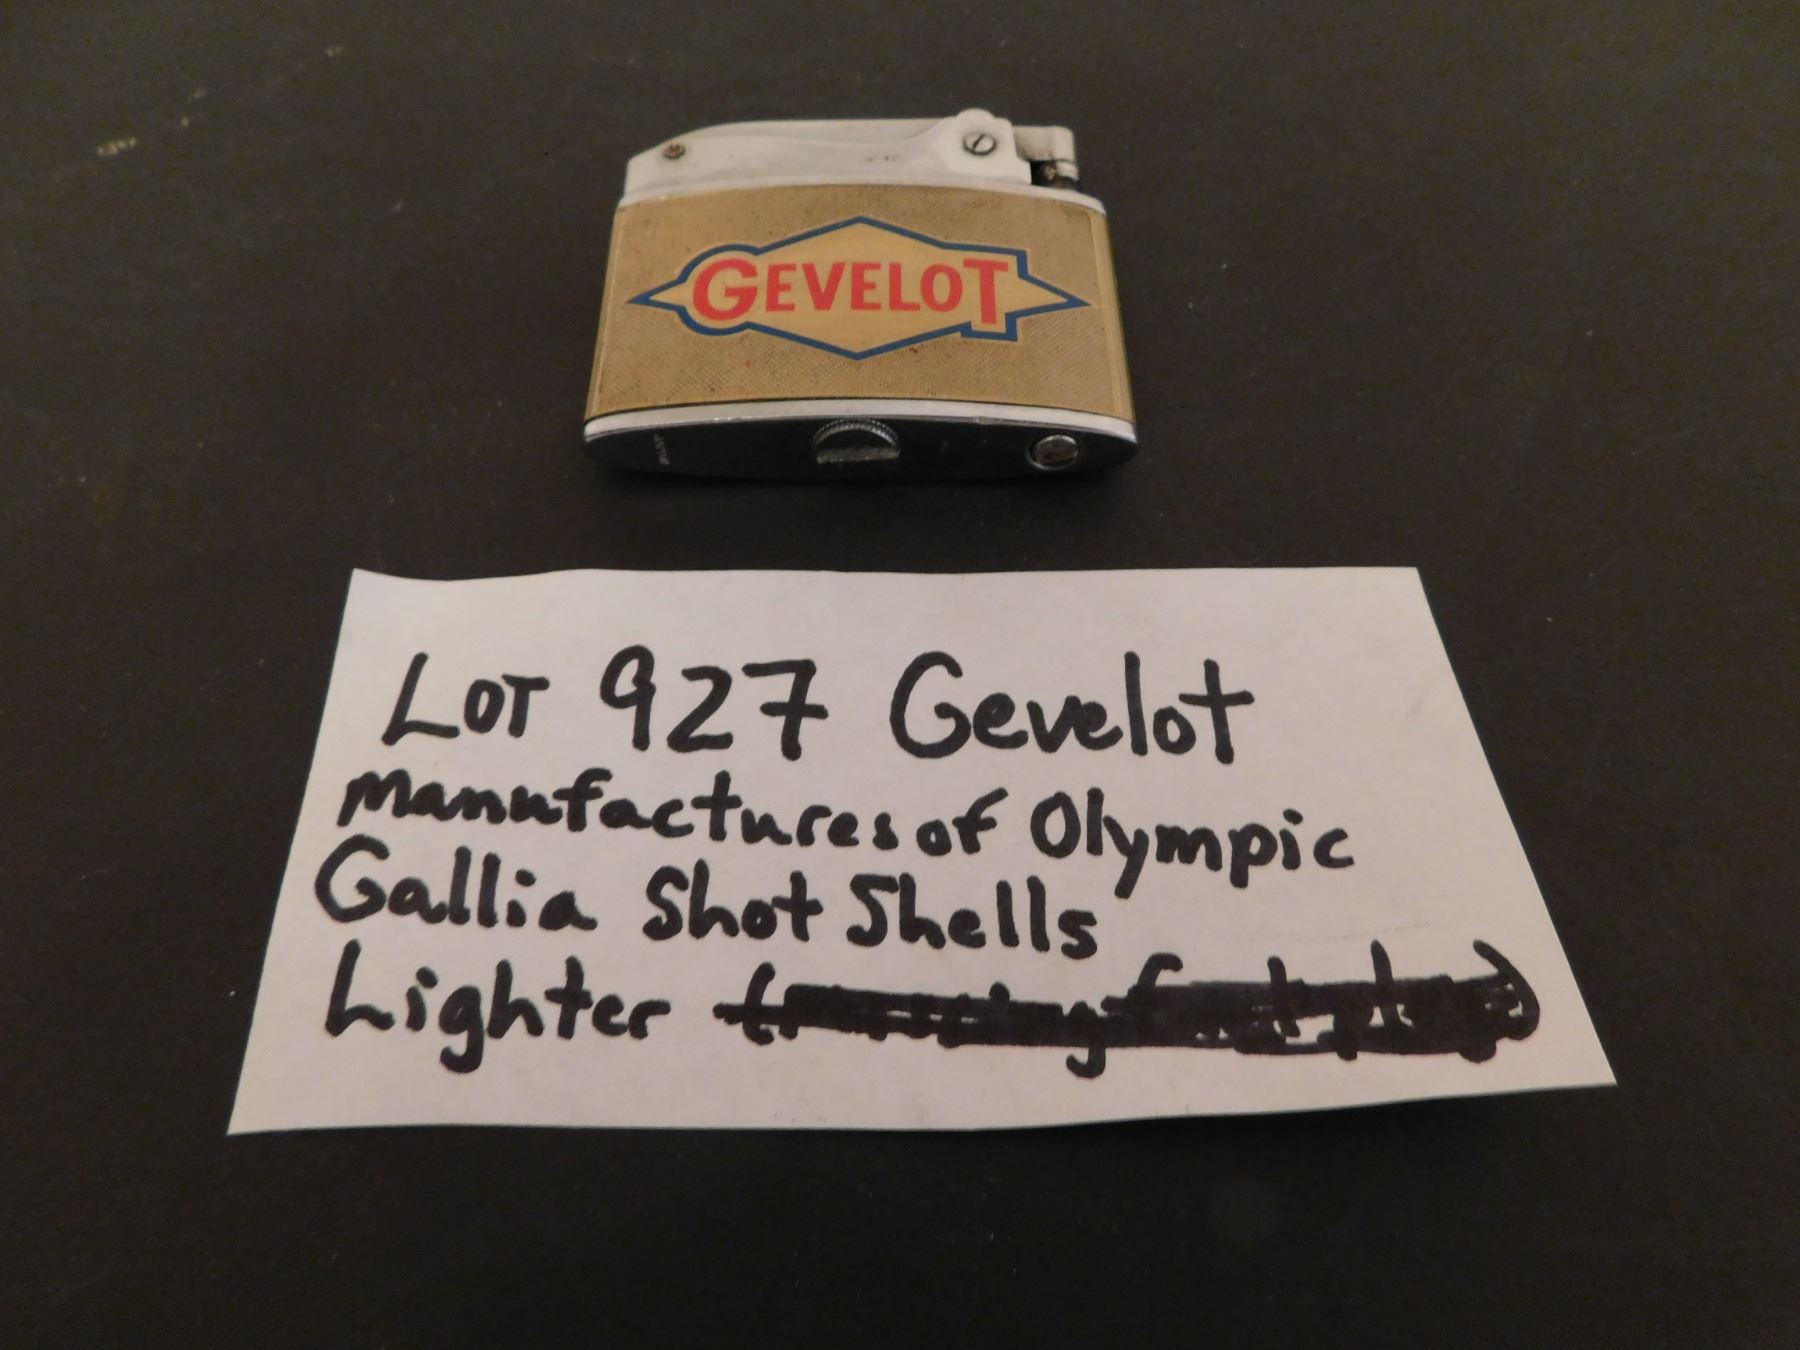 GEVELOT
LOT 927 Gevelot
manufactures of Olympic
Gallia Shot Shells
Lighter